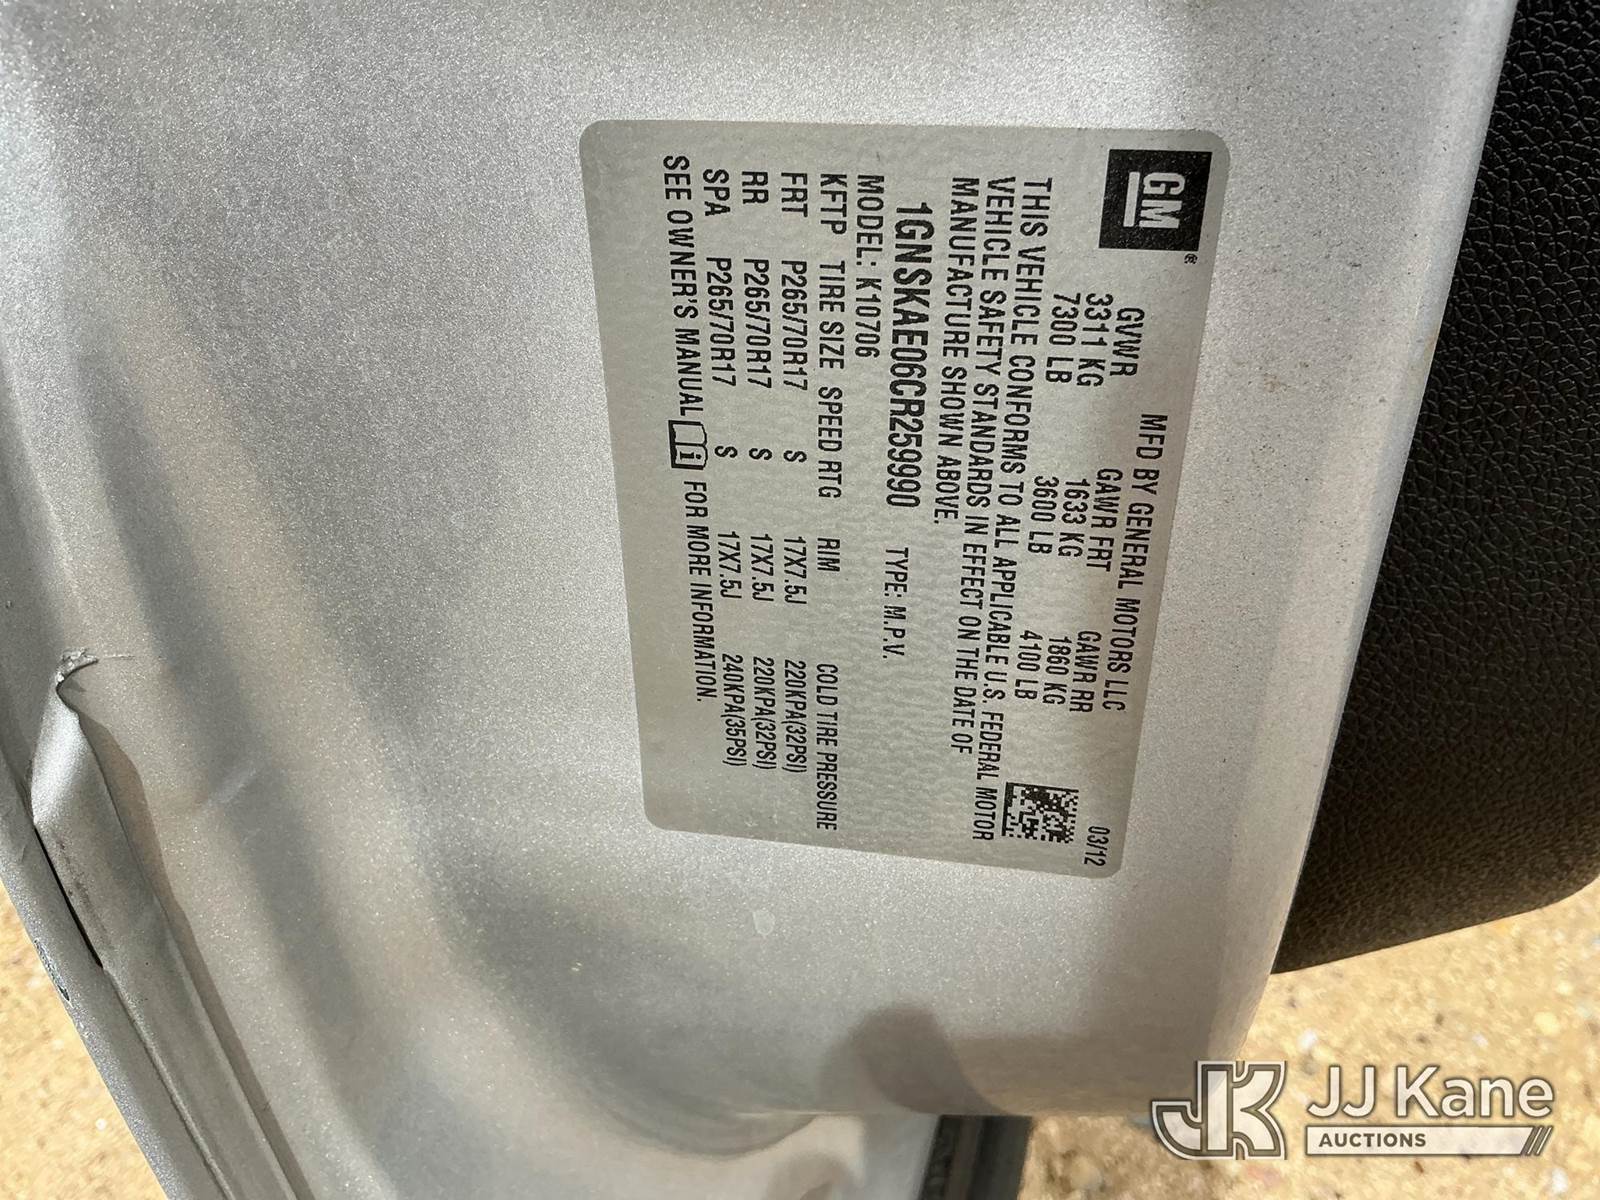 GM®
MFD BY GENERAL MOTORS LLC
03/12
GVWR GAWR FRT GAWR RR
3311 KG 1633 KG 1860 KG
7300 LB 3600 LB 4100 LB
THIS VEHICLE CONFORMS TO ALL APPLICABLE U.S. FEDERAL MOTOR
VEHICLE SAFETY STANDARDS IN EFFECT ON THE DATE OF
MANUFACTURE SHOWN ABOVE.
1GNSKAE06CR259990 TYPE: M.P.V.
MODEL: K10706
KFTP TIRE SIZE SPEED RTG RIM COLD TIRE PRESSURE
FRT P265/70R17 S 17X7.5J 220KPA(32PSI)
RR P265/70R17 S 17X7.5J 220KPA(32PSI)
SPA P265/70R17 S 17X7.5J 240KPA(35PSI)
SEE OWNER'S MANUAL i FOR MORE INFORMATION.
JK JJ Kane
AUCTIONS